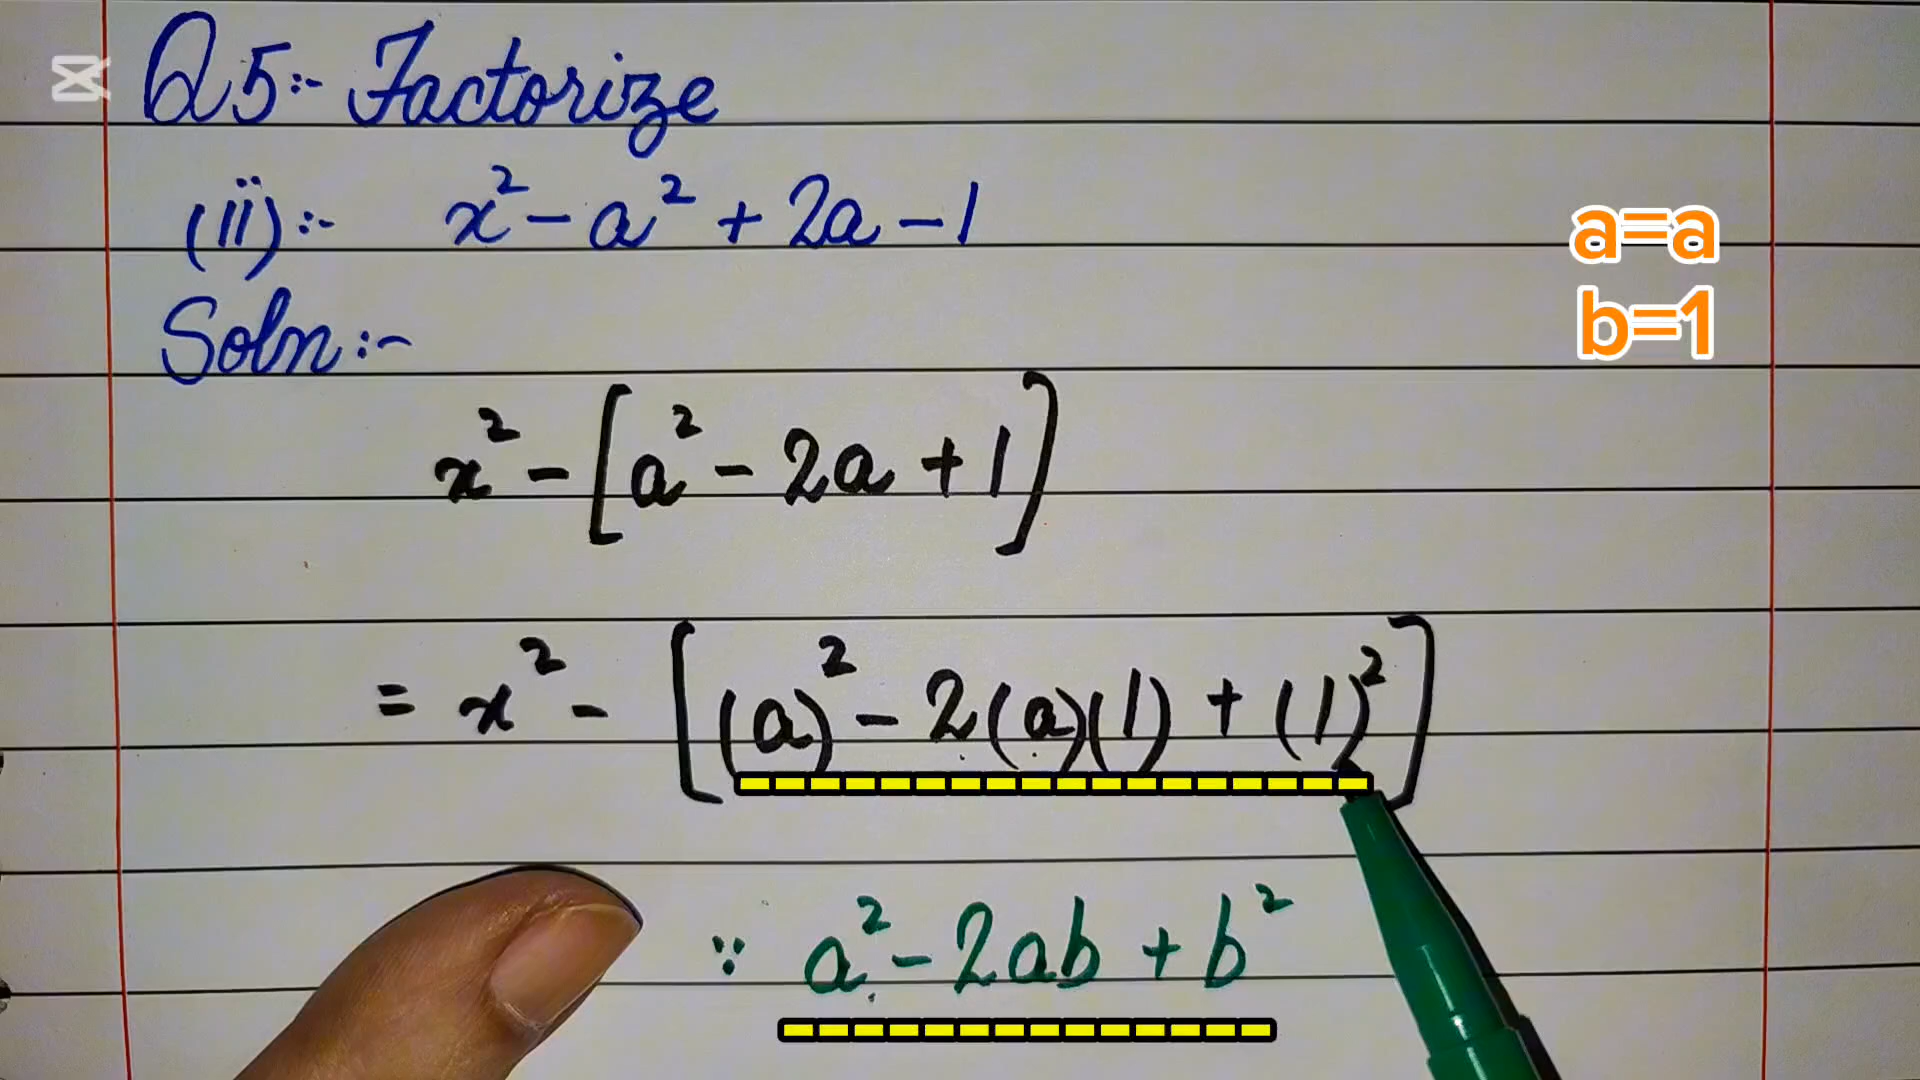 Q5:- Factorize
(ii):- x² - a² + 2a - 1
a=a
b=1
Soln:-
x² - [a² - 2a + 1]
= x² - [(a)² - 2(a)(1) + (1)²]
∵ a² - 2ab + b²